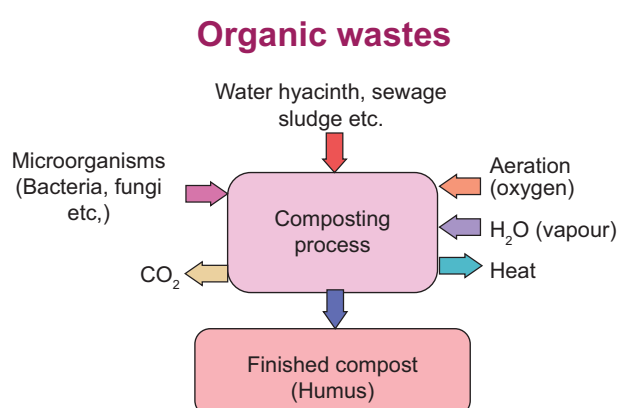 Organic wastes
Water hyacinth, sewage
sludge etc.
Microorganisms
(Bacteria, fungi
etc,)
Aeration
(oxygen)
Composting
process
H₂O (vapour)
CO₂
Heat
Finished compost
(Humus)